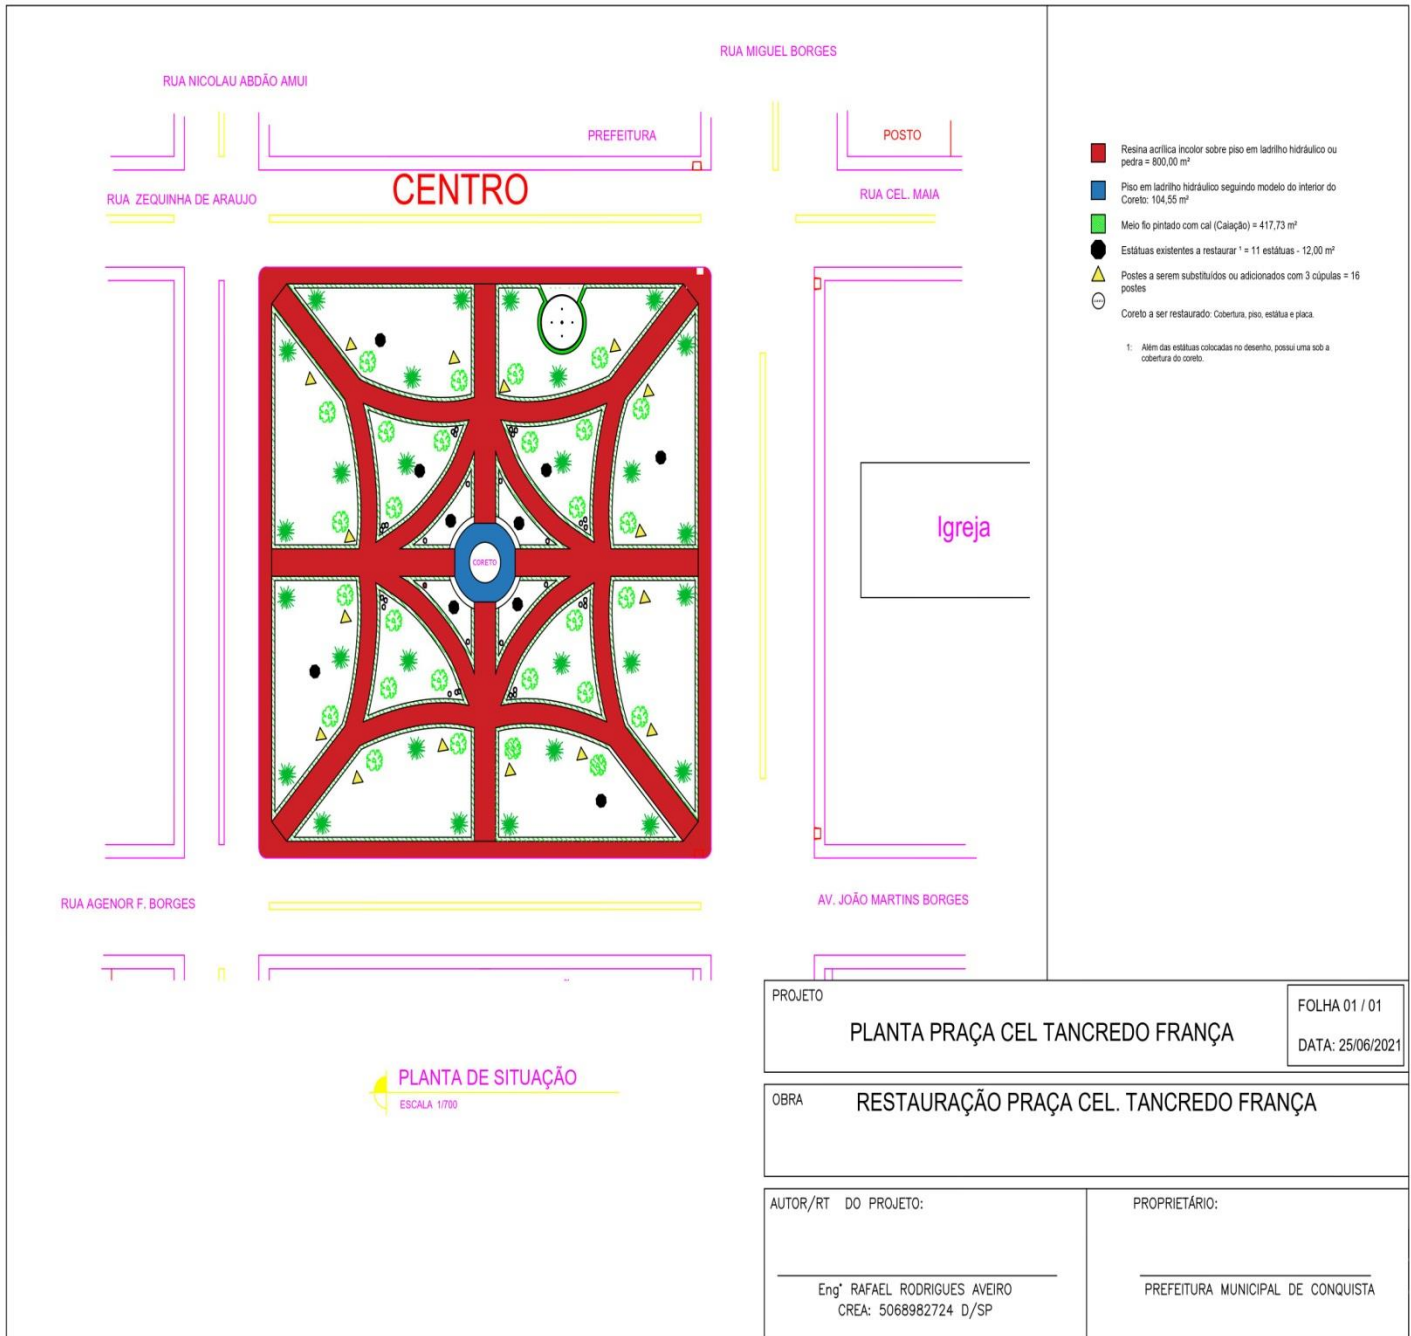 RUA MIGUEL BORGES
RUA NICOLAU ABDÃO AMUI
PREFEITURA
POSTO
RUA ZEQUINHA DE ARAUJO
CENTRO
RUA CEL. MAIA
Resina acrílica incolor sobre piso em ladrilho hidráulico ou
pedra = 800,00 m²
Piso em ladrilho hidráulico seguindo modelo do interior do
Coreto: 104,55 m²
Meio fio pintado com cal (Caiação) = 417,73 m²
Estátuas existentes a restaurar ¹ = 11 estátuas - 12,00 m²
Postes a serem substituídos ou adicionados com 3 cúpulas = 16
postes
Coreto a ser restaurado: Cobertura, piso, estátua e placa.
1: Além das estátuas colocadas no desenho, possui uma sob a
cobertura do coreto.
Igreja
CORETO
RUA AGENOR F. BORGES
AV. JOÃO MARTINS BORGES
PLANTA DE SITUAÇÃO
ESCALA 1/700
PROJETO
PLANTA PRAÇA CEL TANCREDO FRANÇA
FOLHA 01 / 01
DATA: 25/06/2021
OBRA
RESTAURAÇÃO PRAÇA CEL. TANCREDO FRANÇA
AUTOR/RT DO PROJETO:
Eng° RAFAEL RODRIGUES AVEIRO
CREA: 5068982724 D/SP
PROPRIETÁRIO:
PREFEITURA MUNICIPAL DE CONQUISTA